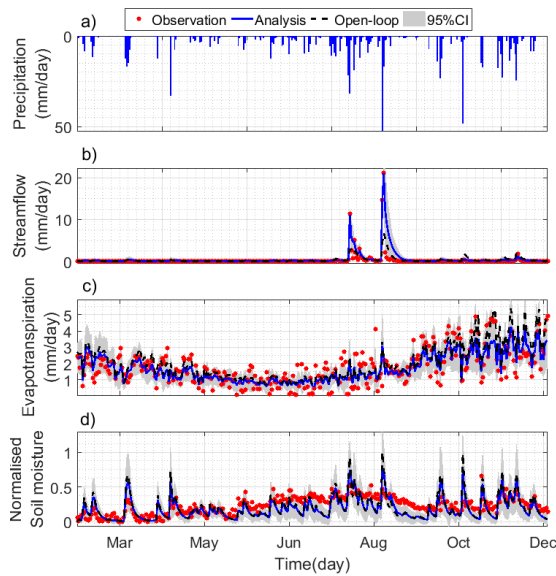 Observation Analysis Open-loop 95%CI
a)
0
50
Precipitation
(mm/day)
b)
20
10
0
Streamflow
(mm/day)
c)
5
4
3
2
1
Evapotranspiration
(mm/day)
d)
1
0.5
0
Normalised
Soil moisture
Mar May Jun Aug Oct Dec
Time(day)